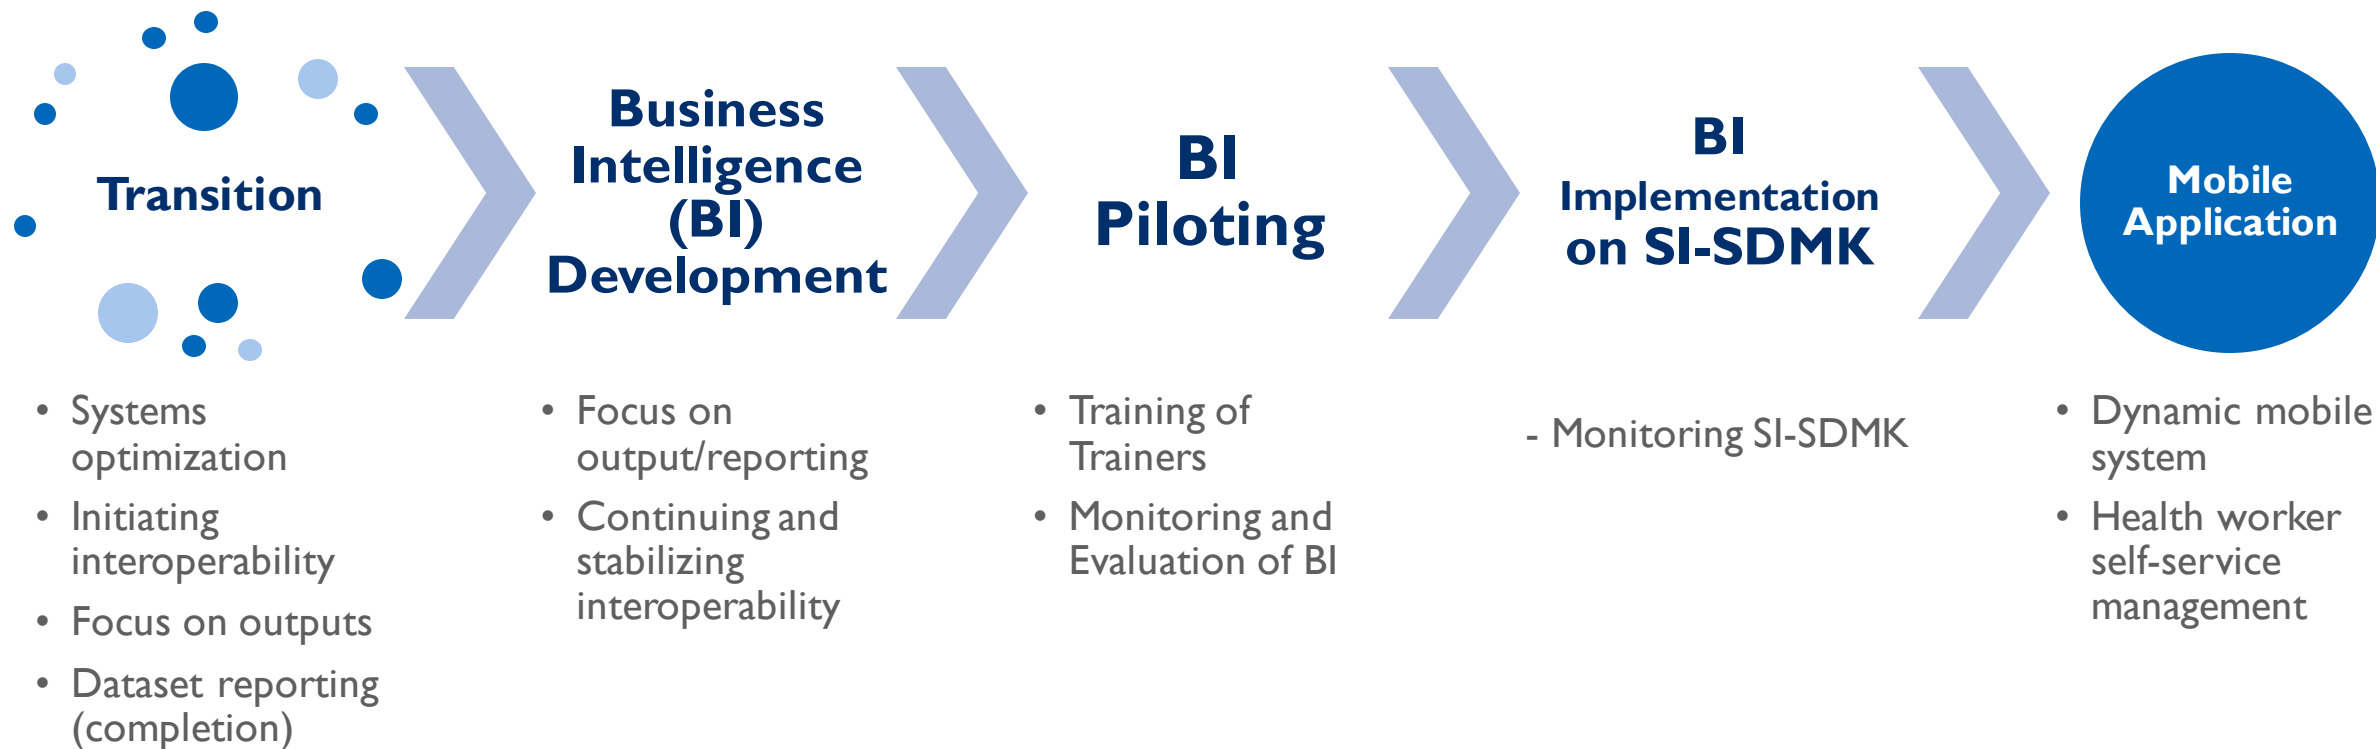 Transition
Business
Intelligence
(BI)
Development
BI
Piloting
BI
Implementation
on SI-SDMK
Mobile
Application
• Systems
optimization
• Initiating
interoperability
• Focus on outputs
• Dataset reporting
(completion)
• Focus on
output/reporting
• Continuing and
stabilizing
interoperability
• Training of
Trainers
• Monitoring and
Evaluation of BI
- Monitoring SI-SDMK
• Dynamic mobile
system
• Health worker
self-service
management